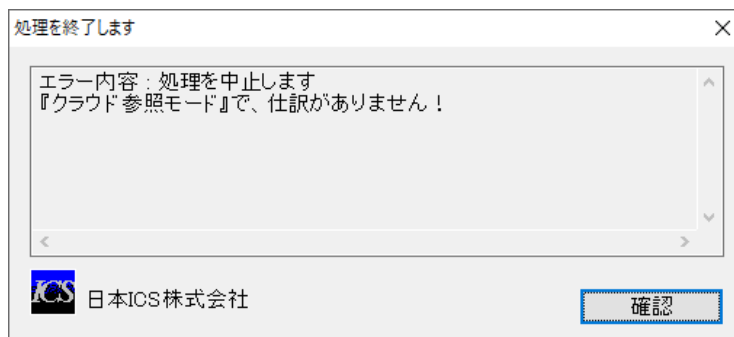 処理を終了します
エラー内容：処理を中止します
『クラウド参照モード』で、仕訳がありません！
ICS 日本ICS株式会社
確認